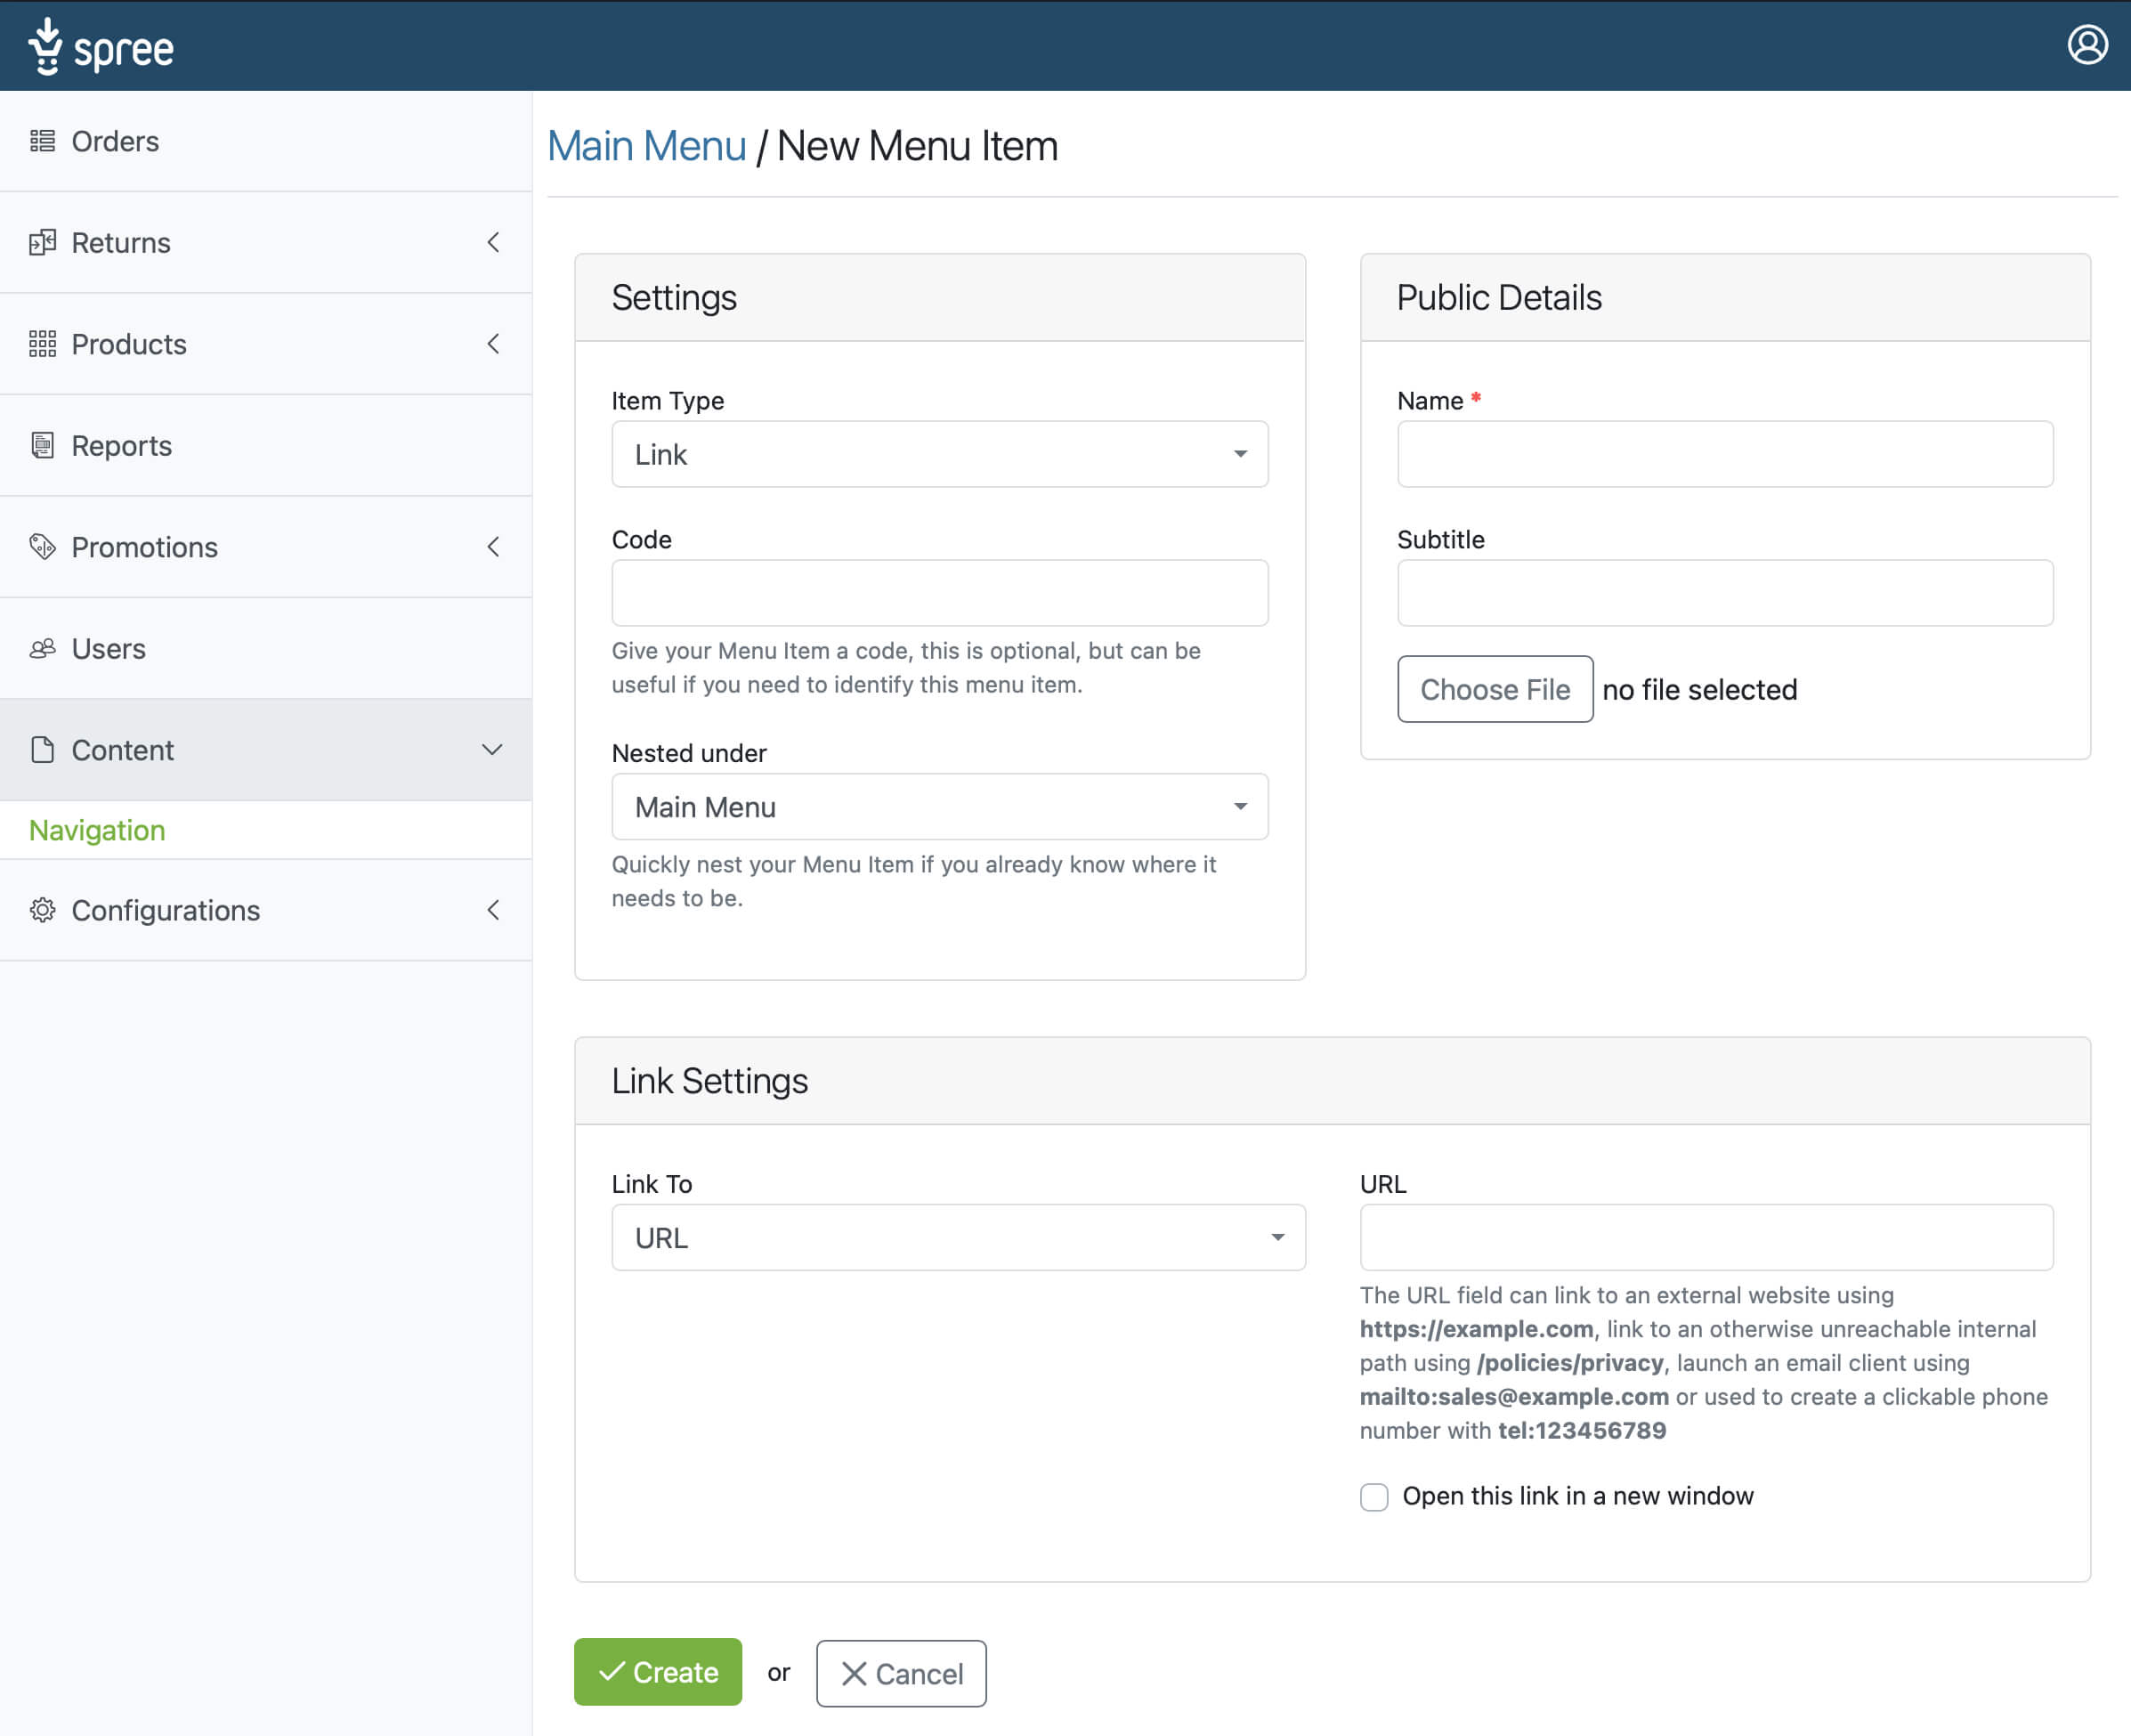 spree
Orders
Returns
Products
Reports
Promotions
Users
Content
Navigation
Configurations
Main Menu / New Menu Item
Settings
Item Type
Link
Code
Give your Menu Item a code, this is optional, but can be
useful if you need to identify this menu item.
Nested under
Main Menu
Quickly nest your Menu Item if you already know where it
needs to be.
Public Details
Name *
Subtitle
Choose File no file selected
Link Settings
Link To
URL
URL
The URL field can link to an external website using
https://example.com, link to an otherwise unreachable internal
path using /policies/privacy, launch an email client using
mailto:sales@example.com or used to create a clickable phone
number with tel:123456789
Open this link in a new window
Create or Cancel